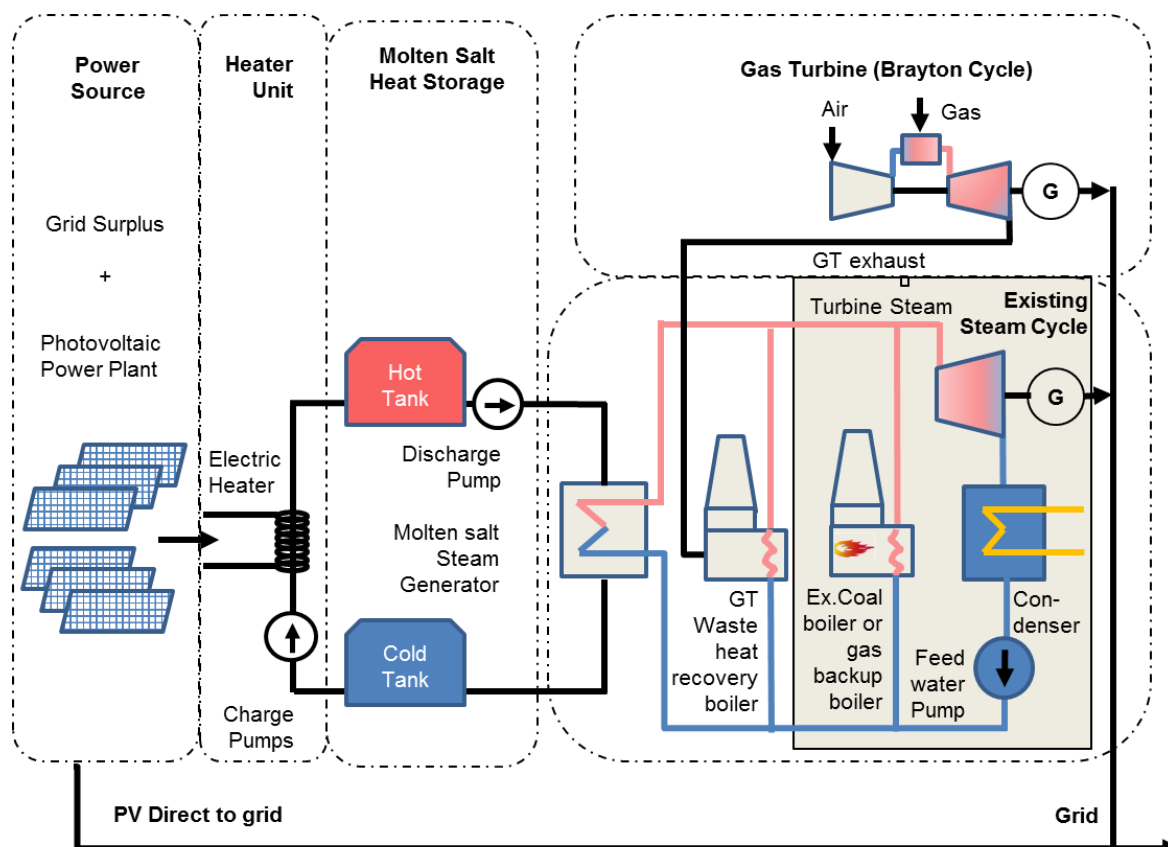 Power
Source
Heater
Unit
Molten Salt
Heat Storage
Gas Turbine (Brayton Cycle)
Air
Gas
G
Grid Surplus
+
Photovoltaic
Power Plant
GT exhaust
Turbine Steam
Existing
Steam Cycle
Hot
Tank
G
Electric
Heater
Discharge
Pump
Molten salt
Steam
Generator
GT
Waste
heat
recovery
boiler
Ex.Coal
boiler or
gas
backup
boiler
Con-
denser
Feed
water
Pump
Cold
Tank
Charge
Pumps
PV Direct to grid
Grid